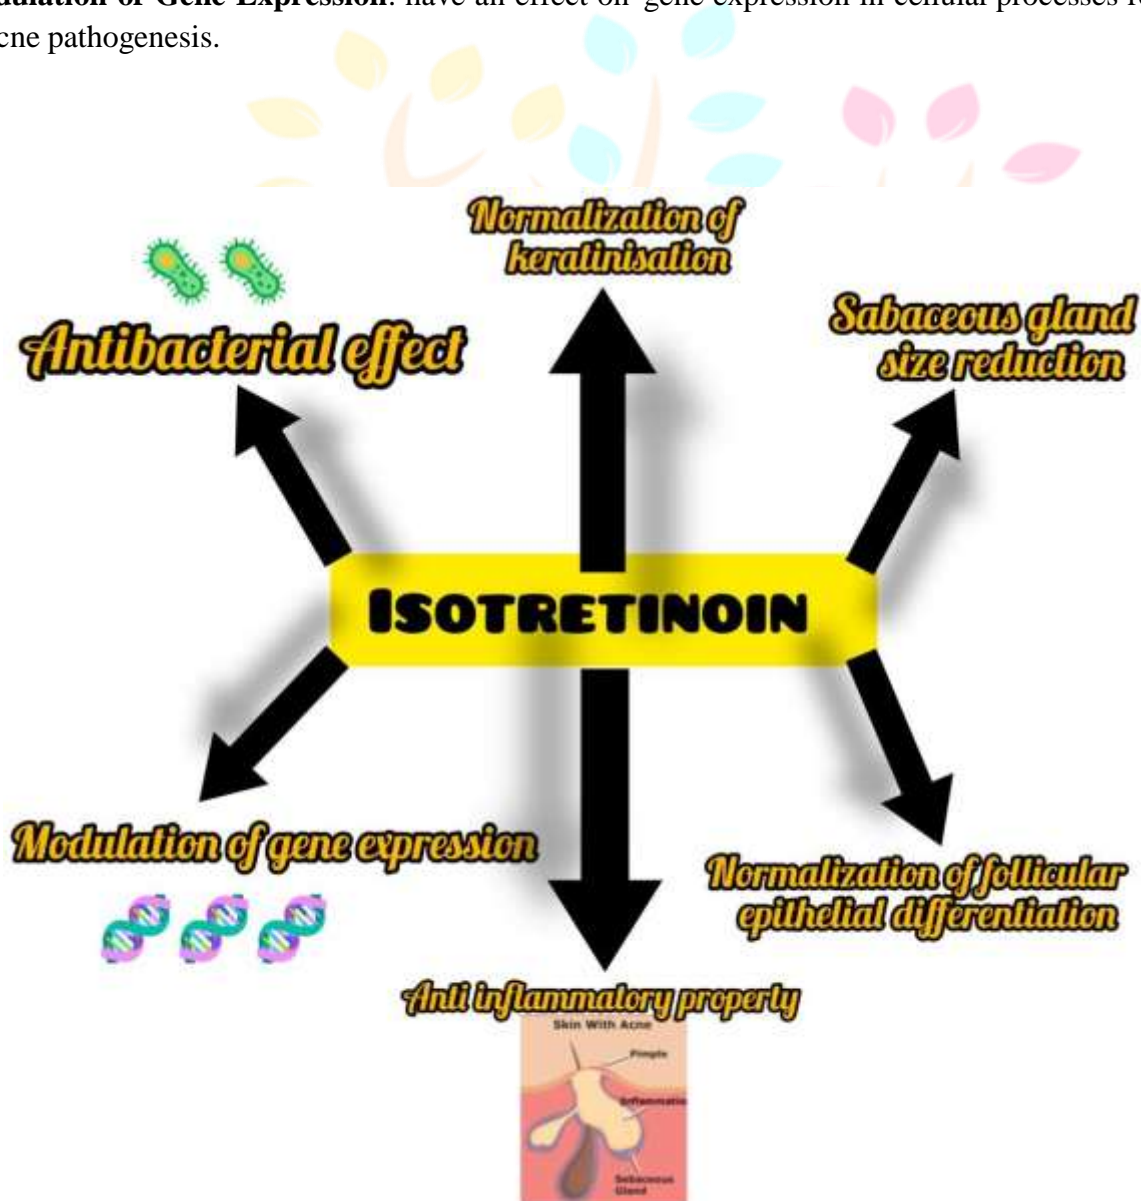 dulation of Gene Expression: have an effect on gene expression in cellular processes
cne pathogenesis.
Normalization of
keratinisation
Antibacterial effect
Sabaceous gland
size reduction
ISOTRETINOIN
Modulation of gene expression
Normalization of follicular
epithelial differentiation
Anti inflammatory property
Skin With Acne
Pimple
Inflammatio
Sebaceous
Gland